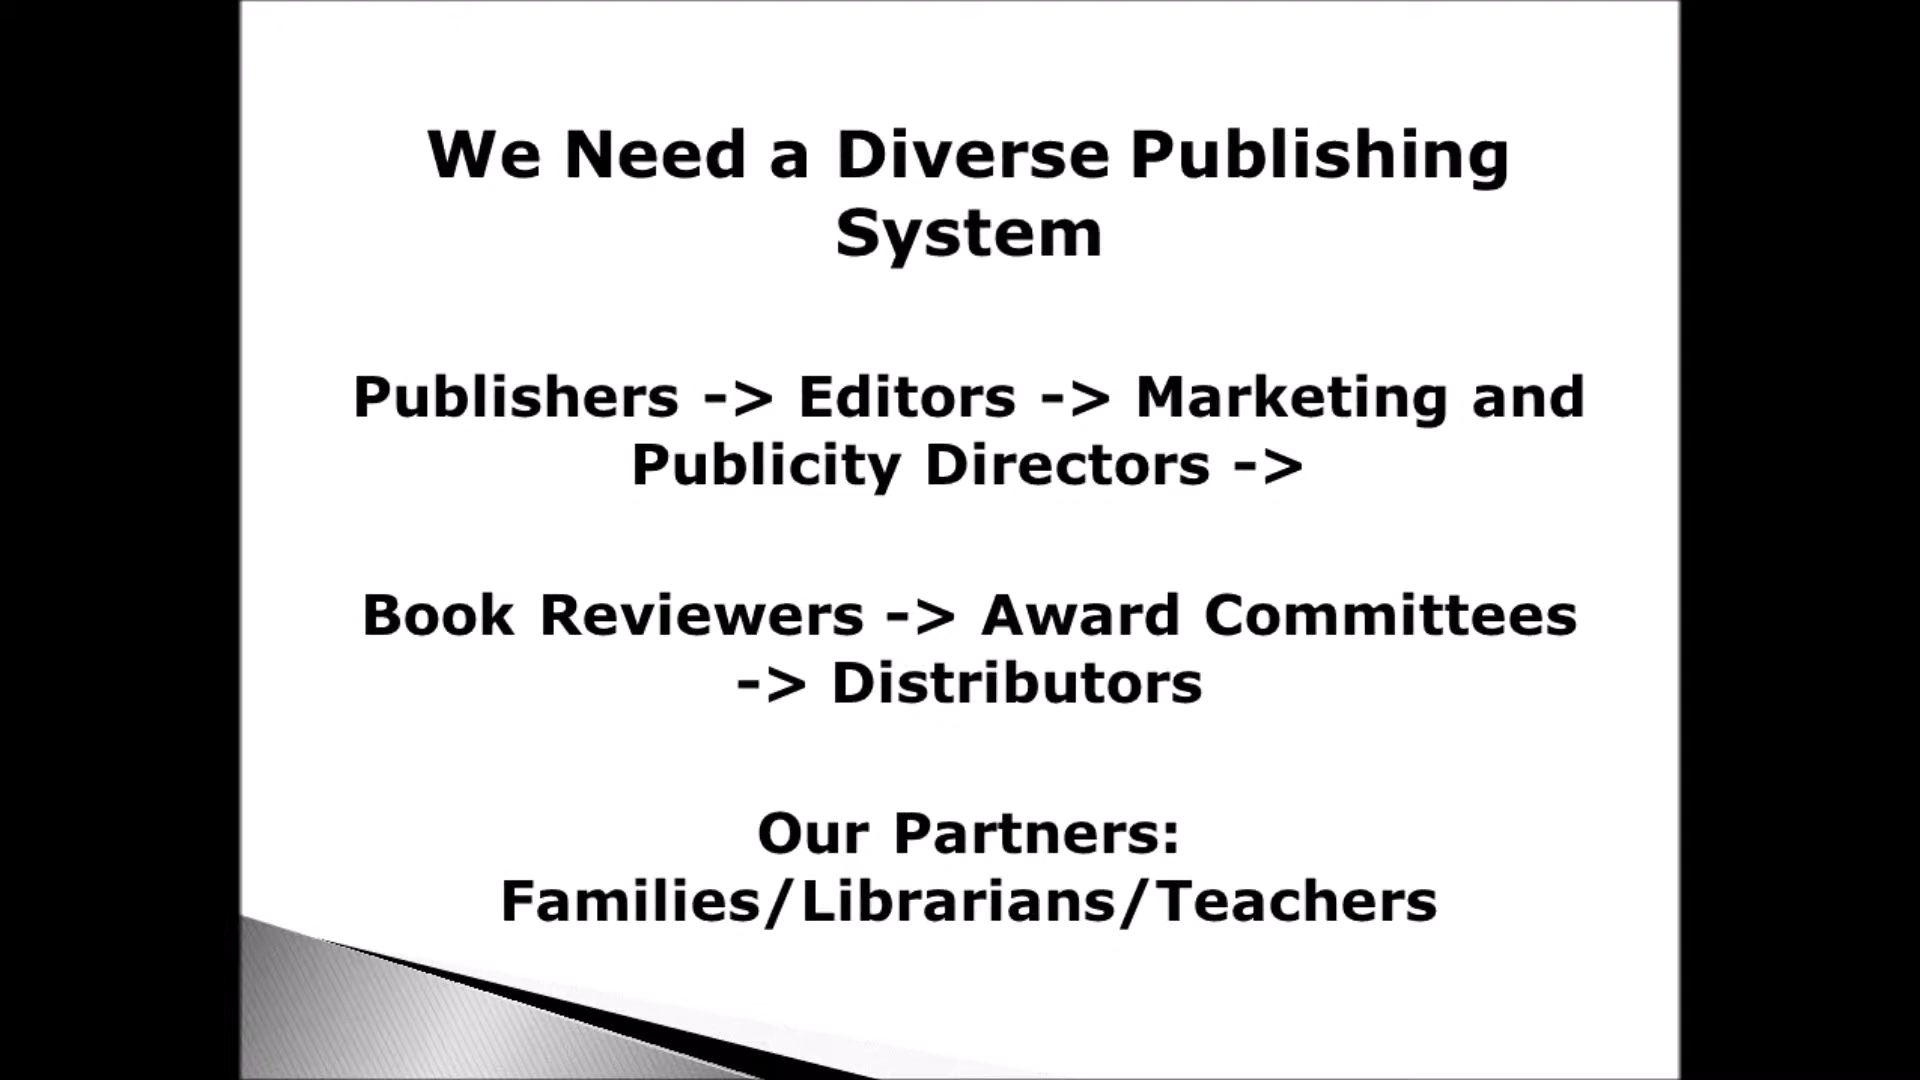 We Need a Diverse Publishing
System
Publishers -> Editors -> Marketing and
Publicity Directors ->
Book Reviewers -> Award Committees
-> Distributors
Our Partners:
Families/Librarians/Teachers